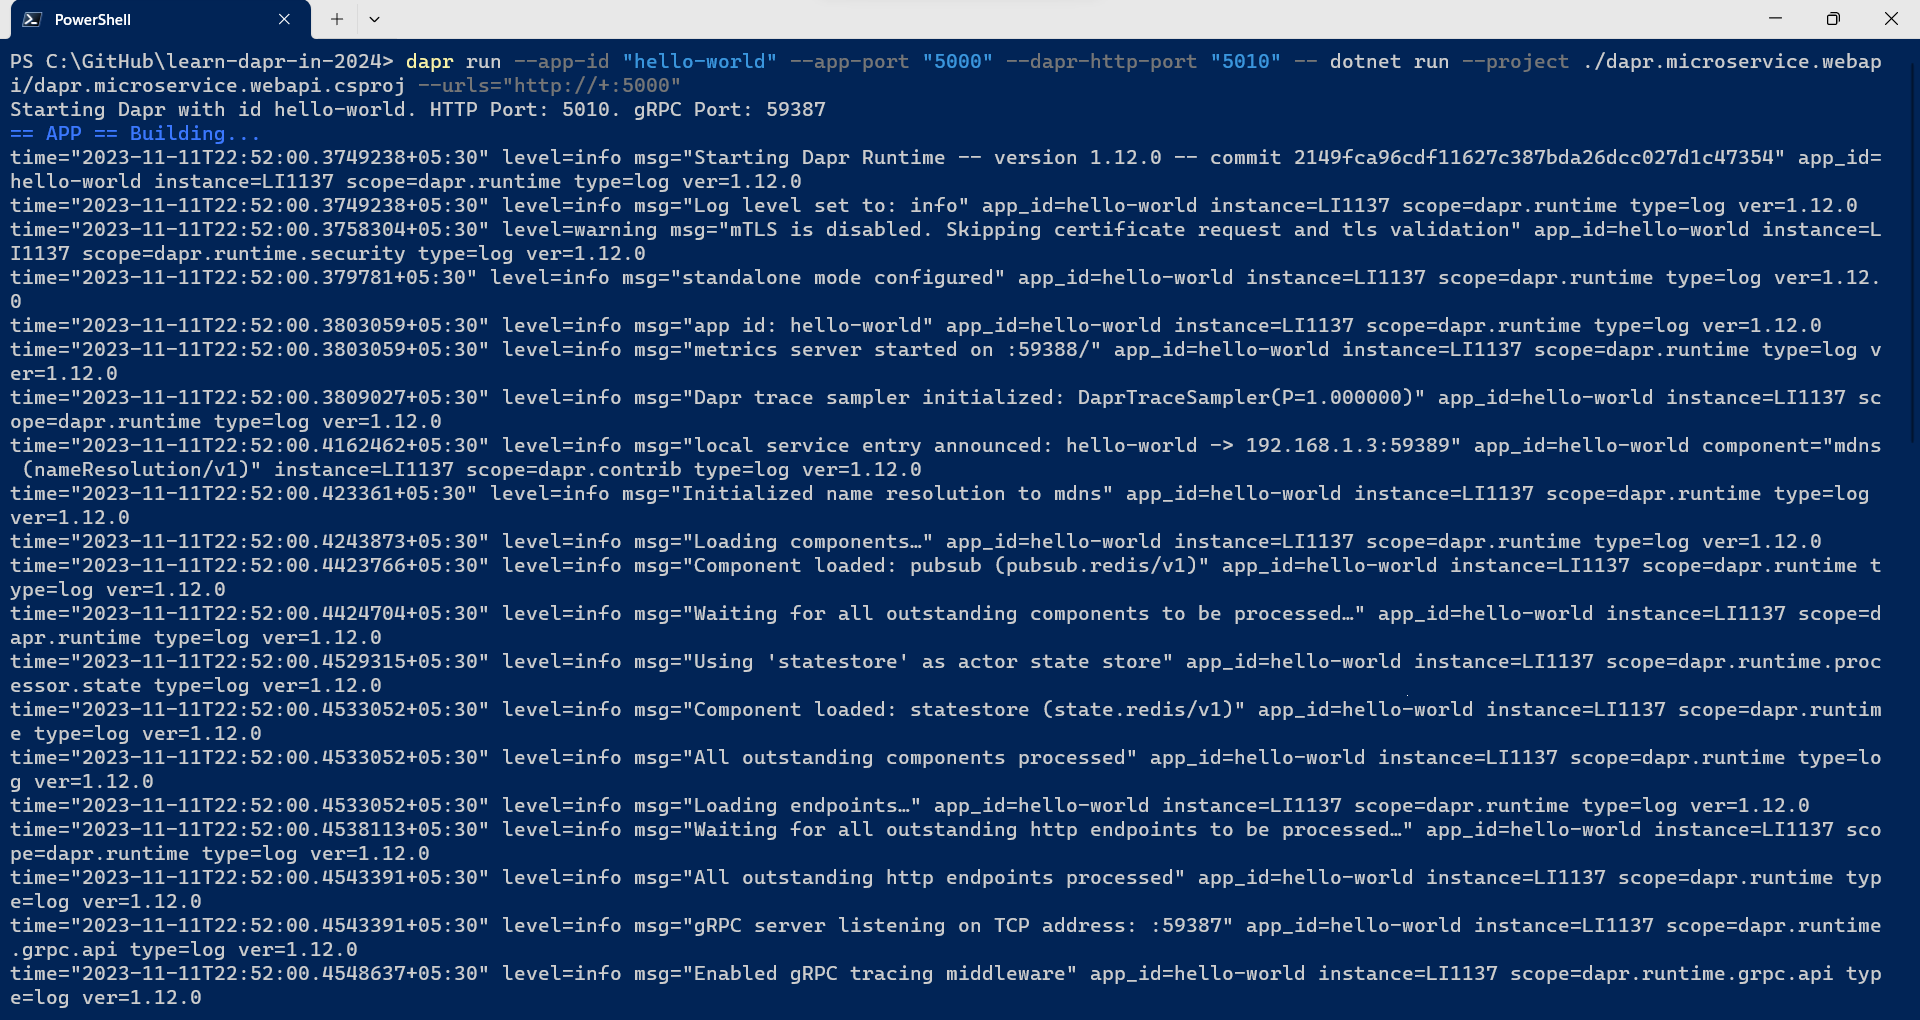 PowerShell
PS C:\GitHub\learn-dapr-in-2024> dapr run --app-id "hello-world" --app-port "5000" --dapr-http-port "5010" -- dotnet run --project ./dapr.microservice.webap
i/dapr.microservice.webapi.csproj --urls="http://+:5000"
Starting Dapr with id hello-world. HTTP Port: 5010. gRPC Port: 59387
== APP == Building...
time="2023-11-11T22:52:00.3749238+05:30" level=info msg="Starting Dapr Runtime -- version 1.12.0 -- commit 2149fca96cdf11627c387bda26dcc027d1c47354" app_id=
hello-world instance=LI1137 scope=dapr.runtime type=log ver=1.12.0
time="2023-11-11T22:52:00.3749238+05:30" level=info msg="Log level set to: info" app_id=hello-world instance=LI1137 scope=dapr.runtime type=log ver=1.12.0
time="2023-11-11T22:52:00.3758304+05:30" level=warning msg="mTLS is disabled. Skipping certificate request and tls validation" app_id=hello-world instance=L
I1137 scope=dapr.runtime.security type=log ver=1.12.0
time="2023-11-11T22:52:00.379781+05:30" level=info msg="standalone mode configured" app_id=hello-world instance=LI1137 scope=dapr.runtime type=log ver=1.12.
0
time="2023-11-11T22:52:00.3803059+05:30" level=info msg="app id: hello-world" app_id=hello-world instance=LI1137 scope=dapr.runtime type=log ver=1.12.0
time="2023-11-11T22:52:00.3803059+05:30" level=info msg="metrics server started on :59388/" app_id=hello-world instance=LI1137 scope=dapr.runtime type=log v
er=1.12.0
time="2023-11-11T22:52:00.3809027+05:30" level=info msg="Dapr trace sampler initialized: DaprTraceSampler(P=1.000000)" app_id=hello-world instance=LI1137 sc
ope=dapr.runtime type=log ver=1.12.0
time="2023-11-11T22:52:00.4162462+05:30" level=info msg="local service entry announced: hello-world -> 192.168.1.3:59389" app_id=hello-world component="mdns
 (nameResolution/v1)" instance=LI1137 scope=dapr.contrib type=log ver=1.12.0
time="2023-11-11T22:52:00.423361+05:30" level=info msg="Initialized name resolution to mdns" app_id=hello-world instance=LI1137 scope=dapr.runtime type=log
ver=1.12.0
time="2023-11-11T22:52:00.4243873+05:30" level=info msg="Loading components…" app_id=hello-world instance=LI1137 scope=dapr.runtime type=log ver=1.12.0
time="2023-11-11T22:52:00.4423766+05:30" level=info msg="Component loaded: pubsub (pubsub.redis/v1)" app_id=hello-world instance=LI1137 scope=dapr.runtime t
ype=log ver=1.12.0
time="2023-11-11T22:52:00.4424704+05:30" level=info msg="Waiting for all outstanding components to be processed…" app_id=hello-world instance=LI1137 scope=d
apr.runtime type=log ver=1.12.0
time="2023-11-11T22:52:00.4529315+05:30" level=info msg="Using 'statestore' as actor state store" app_id=hello-world instance=LI1137 scope=dapr.runtime.proc
essor.state type=log ver=1.12.0
time="2023-11-11T22:52:00.4533052+05:30" level=info msg="Component loaded: statestore (state.redis/v1)" app_id=hello-world instance=LI1137 scope=dapr.runtim
e type=log ver=1.12.0
time="2023-11-11T22:52:00.4533052+05:30" level=info msg="All outstanding components processed" app_id=hello-world instance=LI1137 scope=dapr.runtime type=lo
g ver=1.12.0
time="2023-11-11T22:52:00.4533052+05:30" level=info msg="Loading endpoints…" app_id=hello-world instance=LI1137 scope=dapr.runtime type=log ver=1.12.0
time="2023-11-11T22:52:00.4538113+05:30" level=info msg="Waiting for all outstanding http endpoints to be processed…" app_id=hello-world instance=LI1137 sco
pe=dapr.runtime type=log ver=1.12.0
time="2023-11-11T22:52:00.4543391+05:30" level=info msg="All outstanding http endpoints processed" app_id=hello-world instance=LI1137 scope=dapr.runtime typ
e=log ver=1.12.0
time="2023-11-11T22:52:00.4543391+05:30" level=info msg="gRPC server listening on TCP address: :59387" app_id=hello-world instance=LI1137 scope=dapr.runtime
.grpc.api type=log ver=1.12.0
time="2023-11-11T22:52:00.4548637+05:30" level=info msg="Enabled gRPC tracing middleware" app_id=hello-world instance=LI1137 scope=dapr.runtime.grpc.api typ
e=log ver=1.12.0